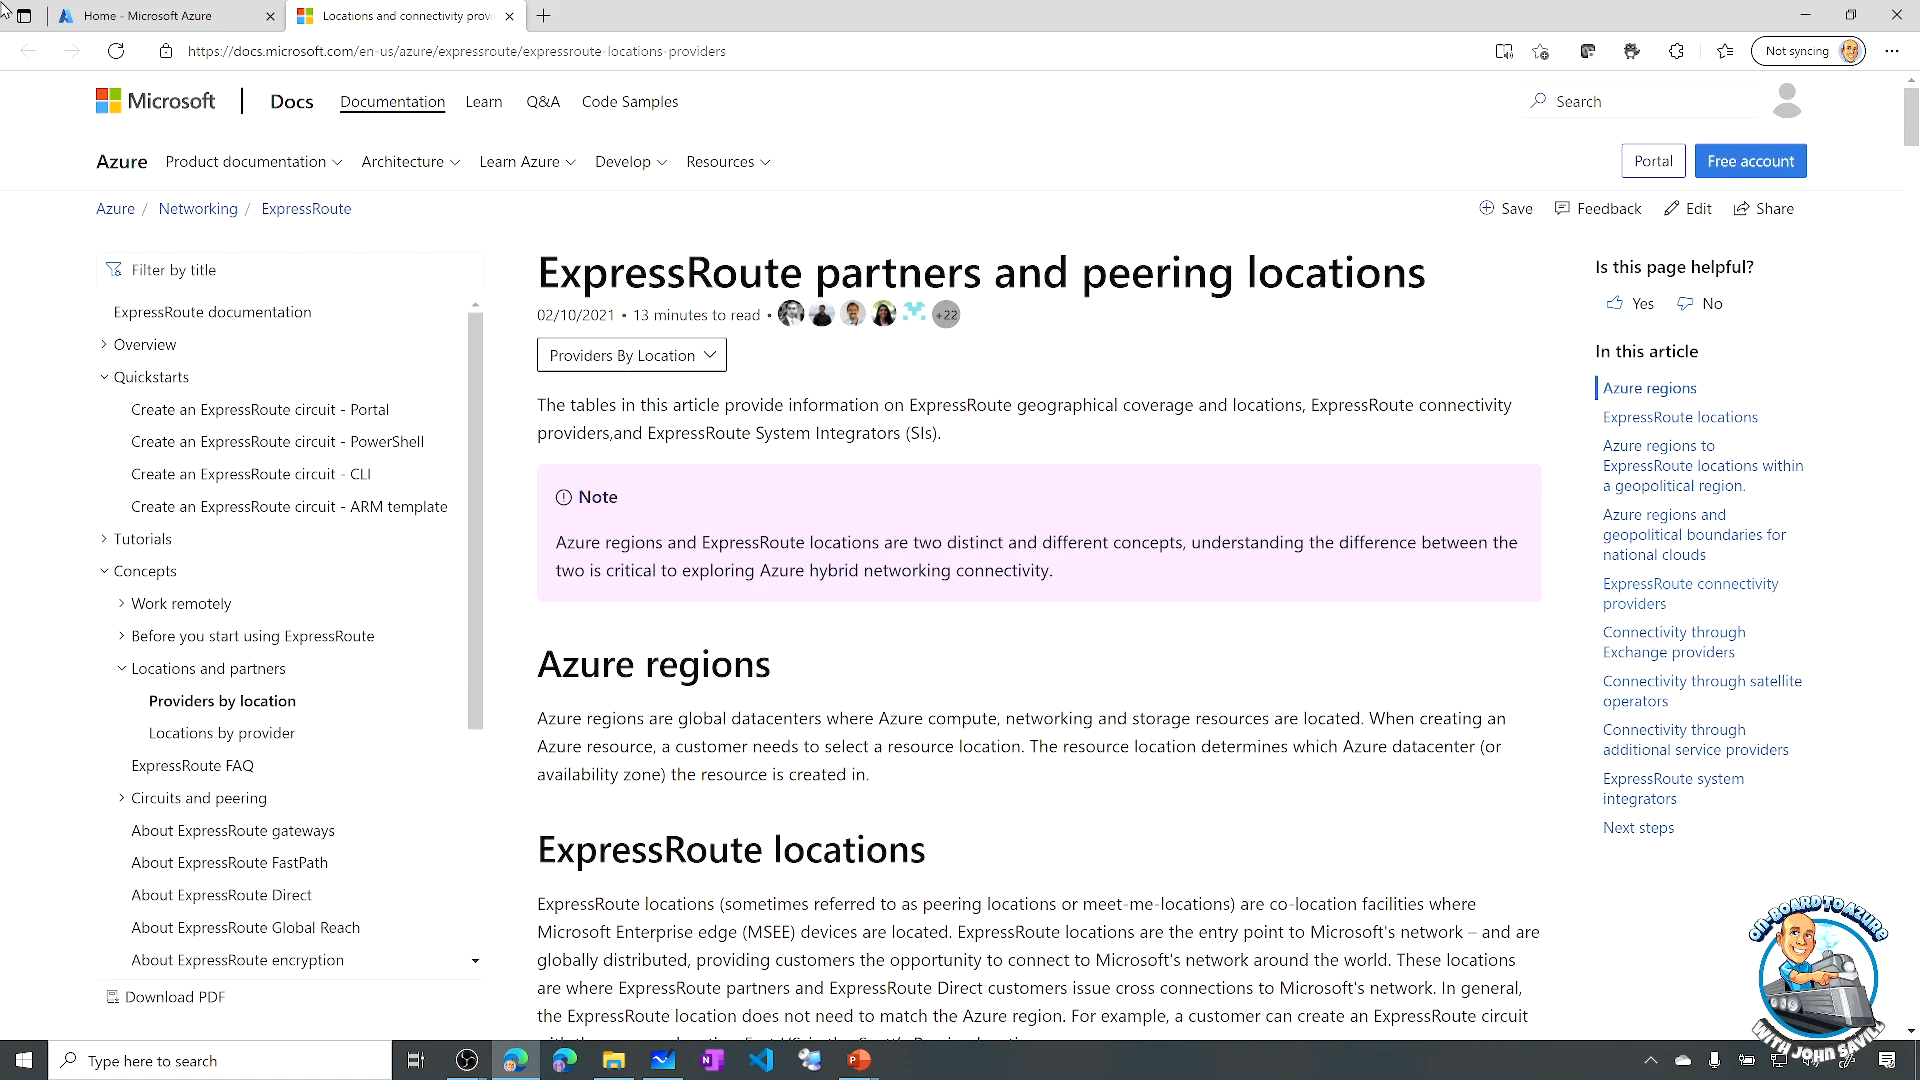 Home - Microsoft Azure
Locations and connectivity provi
https://docs.microsoft.com/en-us/azure/expressroute/expressroute-locations-providers
Not syncing
Microsoft
Docs
Documentation
Learn
Q&A
Code Samples
Search
Azure
Product documentation
Architecture
Learn Azure
Develop
Resources
Portal
Free account
Azure / Networking / ExpressRoute
Save
Feedback
Edit
Share
Filter by title
ExpressRoute documentation
Overview
Quickstarts
Create an ExpressRoute circuit - Portal
Create an ExpressRoute circuit - PowerShell
Create an ExpressRoute circuit - CLI
Create an ExpressRoute circuit - ARM template
Tutorials
Concepts
Work remotely
Before you start using ExpressRoute
Locations and partners
Providers by location
Locations by provider
ExpressRoute FAQ
Circuits and peering
About ExpressRoute gateways
About ExpressRoute FastPath
About ExpressRoute Direct
About ExpressRoute Global Reach
About ExpressRoute encryption
Download PDF
ExpressRoute partners and peering locations
02/10/2021 • 13 minutes to read •
+22
Providers By Location
The tables in this article provide information on ExpressRoute geographical coverage and locations, ExpressRoute connectivity
providers,and ExpressRoute System Integrators (SIs).
Note
Azure regions and ExpressRoute locations are two distinct and different concepts, understanding the difference between the
two is critical to exploring Azure hybrid networking connectivity.
Azure regions
Azure regions are global datacenters where Azure compute, networking and storage resources are located. When creating an
Azure resource, a customer needs to select a resource location. The resource location determines which Azure datacenter (or
availability zone) the resource is created in.
ExpressRoute locations
ExpressRoute locations (sometimes referred to as peering locations or meet-me-locations) are co-location facilities where
Microsoft Enterprise edge (MSEE) devices are located. ExpressRoute locations are the entry point to Microsoft's network – and are
globally distributed, providing customers the opportunity to connect to Microsoft's network around the world. These locations
are where ExpressRoute partners and ExpressRoute Direct customers issue cross connections to Microsoft's network. In general,
the ExpressRoute location does not need to match the Azure region. For example, a customer can create an ExpressRoute circuit
Is this page helpful?
Yes
No
In this article
Azure regions
ExpressRoute locations
Azure regions to
ExpressRoute locations within
a geopolitical region.
Azure regions and
geopolitical boundaries for
national clouds
ExpressRoute connectivity
providers
Connectivity through
Exchange providers
Connectivity through satellite
operators
Connectivity through
additional service providers
ExpressRoute system
integrators
Next steps
ON-BOARD TO AZURE
WITH JOHN SAVILL
Type here to search